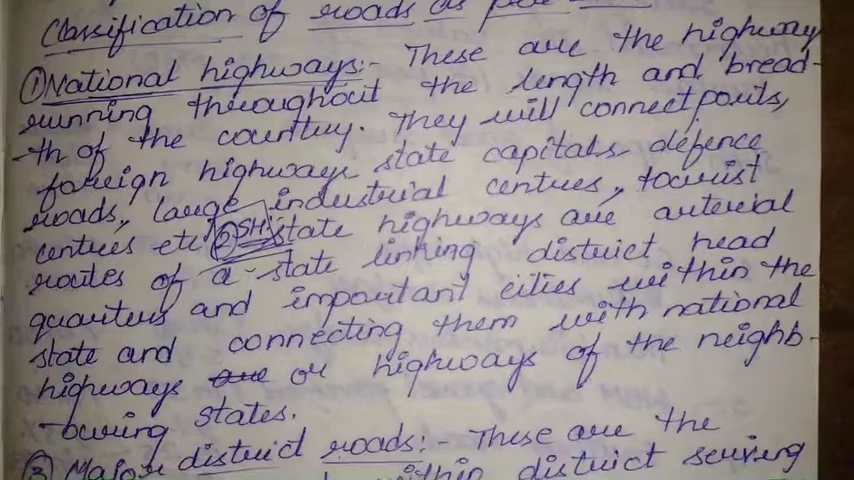 Classification of roads as per
① National highways:- These are the highway
running throughout the length and bread-
-th of the country. They will connect ports,
foreign highways state capitals defence
roads, large industrial centres, tourist
centres etc. ② SH:- state highways are arterial
routes of a state linking district head
quarters and important cities within the
state and connecting them with national
highways or highways of the neighb-
-ouring states.
③ Major district roads:- These are the
within district serving